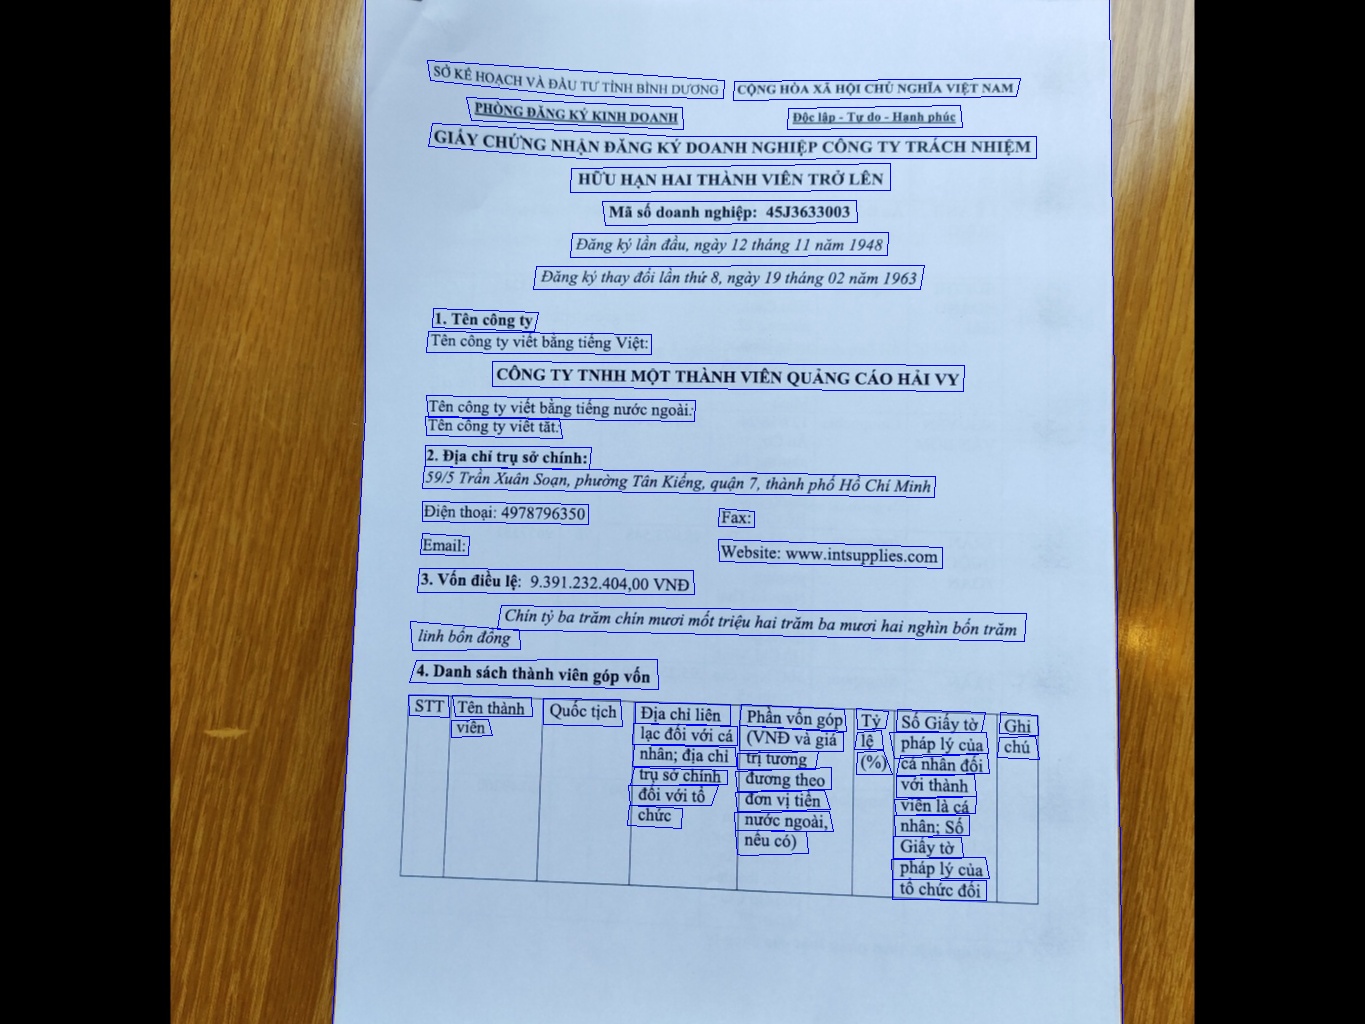 SỞ KẾ HOẠCH VÀ ĐẦU TƯ TỈNH BÌNH DƯƠNG
CỘNG HÒA XÃ HỘI CHỦ NGHĨA VIỆT NAM
PHÒNG ĐĂNG KÝ KINH DOANH
Độc lập - Tự do - Hạnh phúc
GIẤY CHỨNG NHẬN ĐĂNG KÝ DOANH NGHIỆP CÔNG TY TRÁCH NHIỆM
HỮU HẠN HAI THÀNH VIÊN TRỞ LÊN
Mã số doanh nghiệp: 45J3633003
Đăng ký lần đầu, ngày 12 tháng 11 năm 1948
Đăng ký thay đổi lần thứ 8, ngày 19 tháng 02 năm 1963
1. Tên công ty
Tên công ty viết bằng tiếng Việt:
CÔNG TY TNHH MỘT THÀNH VIÊN QUẢNG CÁO HẢI VY
Tên công ty viết bằng tiếng nước ngoài:
Tên công ty viết tắt:
2. Địa chỉ trụ sở chính:
59/5 Trần Xuân Soạn, phường Tân Kiểng, quận 7, thành phố Hồ Chí Minh
Điện thoại: 4978796350
Fax:
Email:
Website: www.intsupplies.com
3. Vốn điều lệ: 9.391.232.404,00 VNĐ
Chín tỷ ba trăm chín mươi mốt triệu hai trăm ba mươi hai nghìn bốn trăm
linh bốn đồng
4. Danh sách thành viên góp vốn
STT
Tên thành
viên
Quốc tịch
Địa chỉ liên
lạc đối với cá
nhân; địa chỉ
trụ sở chính
đối với tổ
chức
Phần vốn góp
(VNĐ và giá
trị tương
đương theo
đơn vị tiền
nước ngoài,
nếu có)
Tỷ
lệ
(%)
Số Giấy tờ
pháp lý của
cá nhân đối
với thành
viên là cá
nhân; Số
Giấy tờ
pháp lý của
tổ chức đối
Ghi
chú